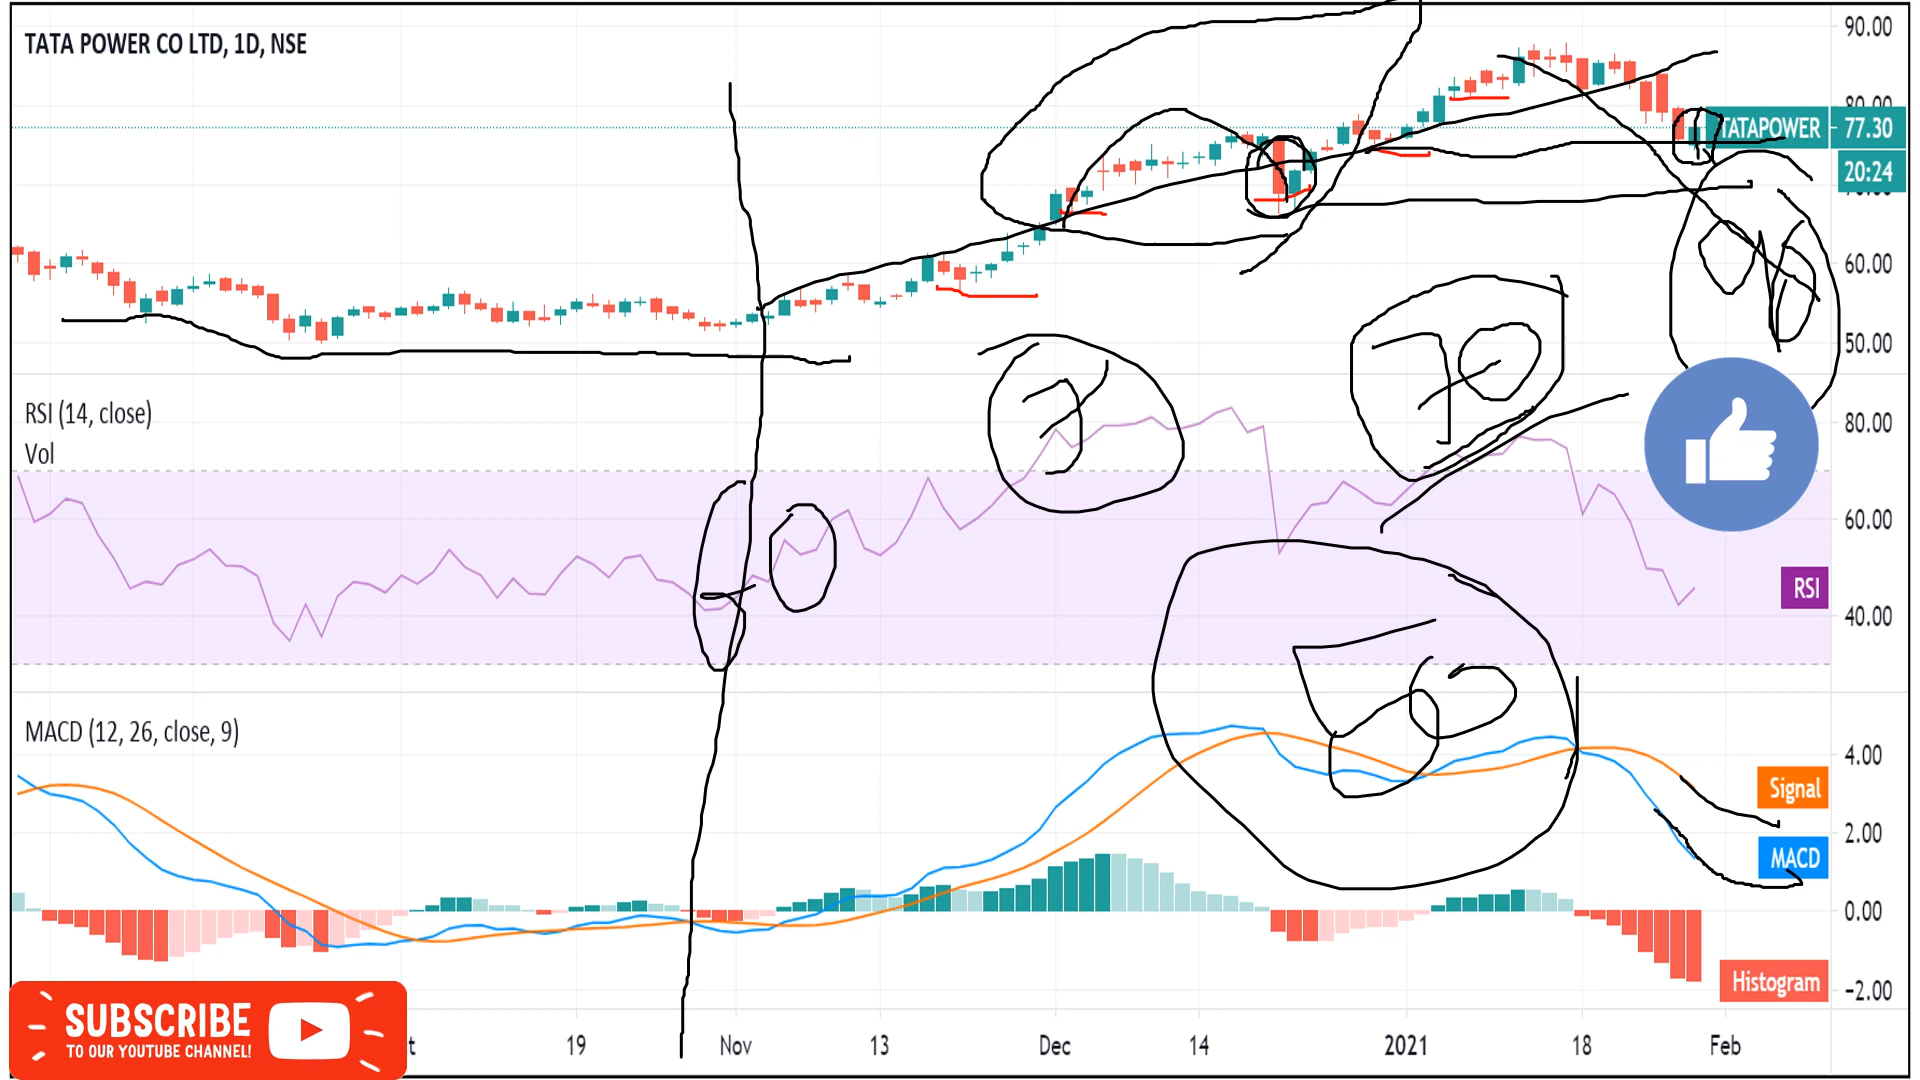 TATA POWER CO LTD, 1D, NSE
90.00
80.00
TATAPOWER 77.30
20:24
60.00
50.00
RSI (14, close)
Vol
80.00
60.00
RSI
40.00
MACD (12, 26, close, 9)
4.00
Signal
2.00
MACD
0.00
Histogram
-2.00
SUBSCRIBE
TO OUR YOUTUBE CHANNEL!
t 19 Nov 13 Dec 14 2021 18 Feb